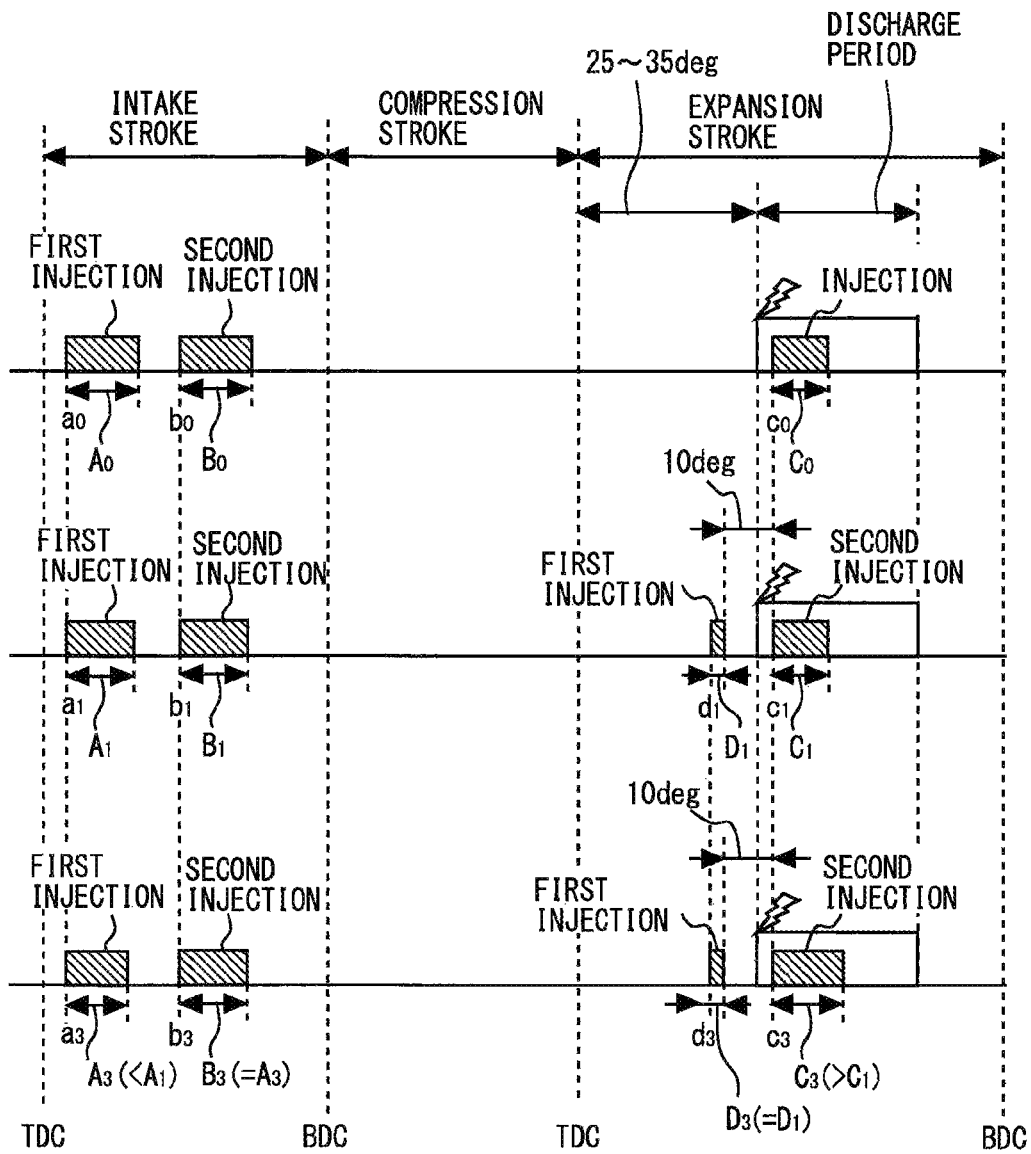 DISCHARGE
PERIOD
25~35deg
INTAKE
STROKE
COMPRESSION
STROKE
EXPANSION
STROKE
FIRST
INJECTION
SECOND
INJECTION
INJECTION
a0
A0
b0
B0
c0
C0
10deg
FIRST
INJECTION
SECOND
INJECTION
FIRST
INJECTION
SECOND
INJECTION
a1
A1
b1
B1
d1
D1
c1
C1
10deg
FIRST
INJECTION
SECOND
INJECTION
FIRST
INJECTION
SECOND
INJECTION
a3
A3(<A1)
b3
B3(=A3)
d3
D3(=D1)
c3
C3(>C1)
TDC
BDC
TDC
BDC